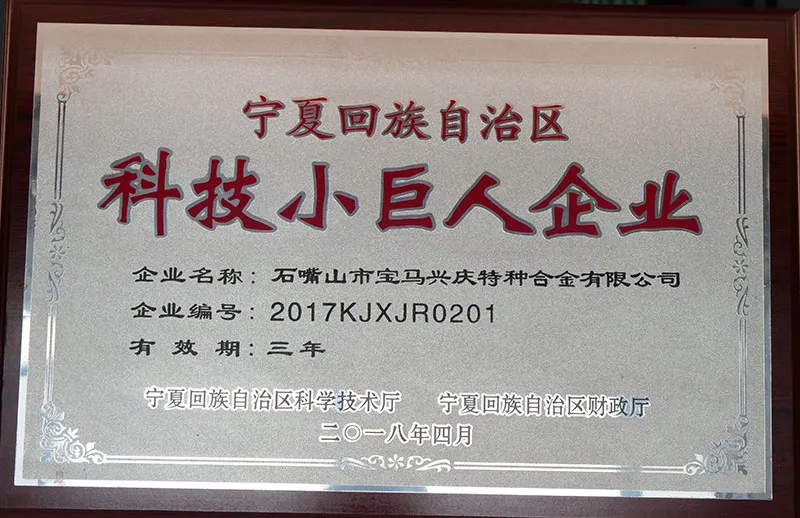 宁夏回族自治区
科技小巨人企业
企业名称：石嘴山市宝马兴庆特种合金有限公司
企业编号：2017KJXJR0201
有 效 期：三年
宁夏回族自治区科学技术厅　宁夏回族自治区财政厅
二〇一八年四月